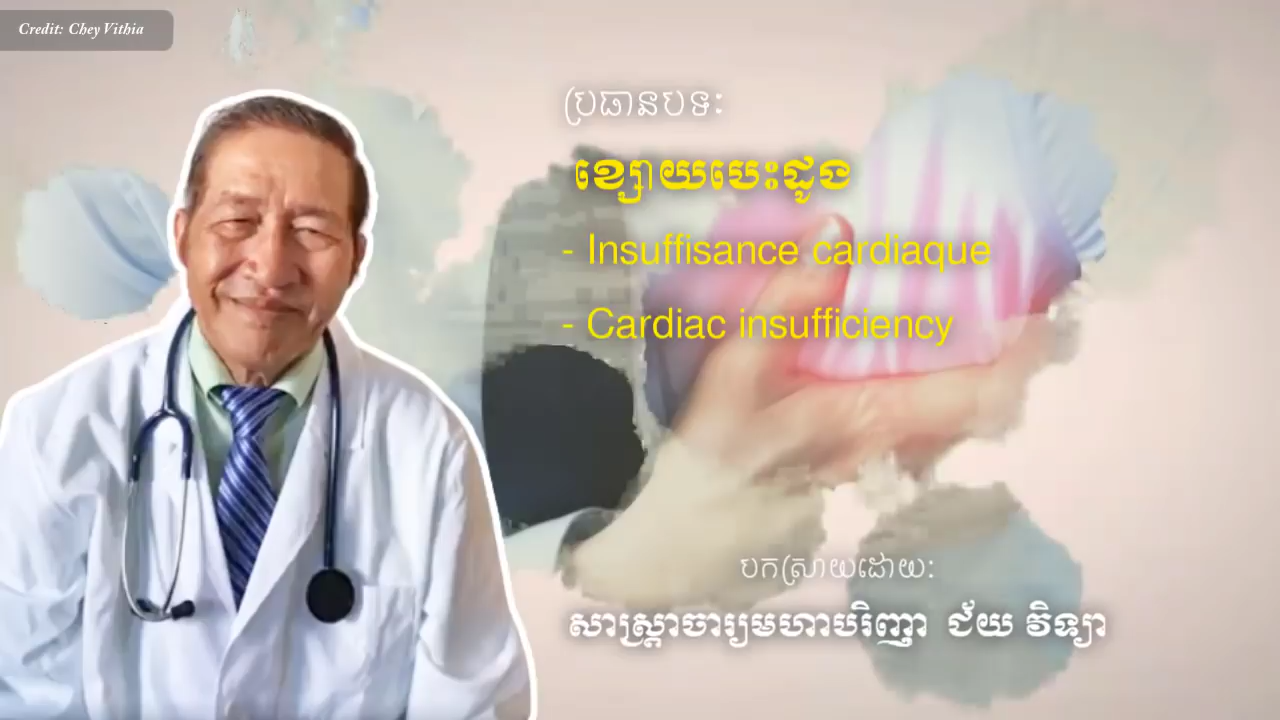 Credit: Chey Vithia
ប្រធានបទ:
ខ្សោយបេះដូង
- Insuffisance cardiaque
- Cardiac insufficiency
បកស្រាយដោយ:
សាស្ត្រាចារ្យមហាបរិញ្ញា ជ័យ វិទ្យា